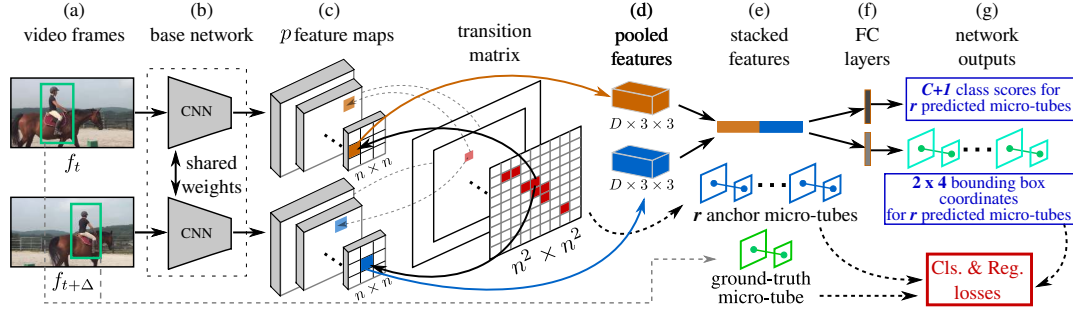 (a)
video frames
f_t
f_{t+Δ}
(b)
base network
CNN
shared
weights
CNN
(c)
p feature maps
n × n
n × n
transition
matrix
n² × n²
(d)
pooled
features
D × 3 × 3
D × 3 × 3
(e)
stacked
features
r anchor micro-tubes
ground-truth
micro-tube
(f)
FC
layers
(g)
network
outputs
C+1 class scores for
r predicted micro-tubes
2 x 4 bounding box
coordinates
for r predicted micro-tubes
Cls. & Reg.
losses